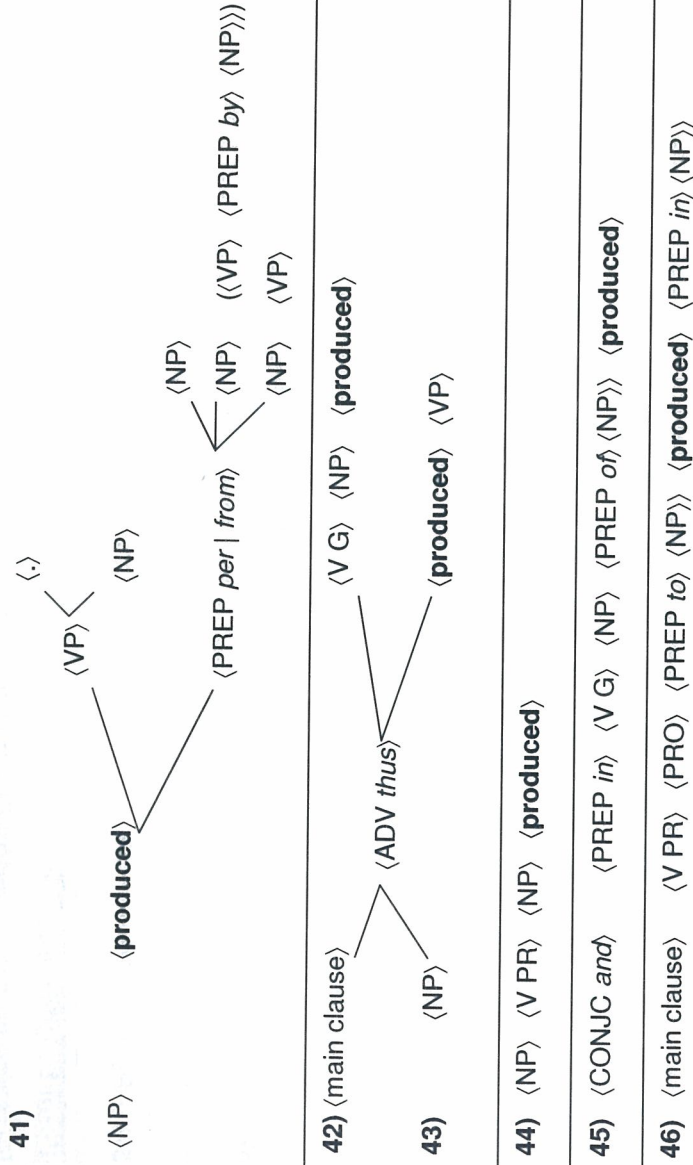 41) ⟨.⟩
⟨VP⟩
⟨NP⟩ ⟨produced⟩ ⟨NP⟩
⟨NP⟩
⟨PREP per | from⟩ ⟨NP⟩ (⟨VP⟩ ⟨PREP by⟩ ⟨NP⟩⟩)
⟨NP⟩ ⟨VP⟩
42) ⟨main clause⟩ ⟨V G⟩ ⟨NP⟩ ⟨produced⟩
⟨ADV thus⟩
43) ⟨NP⟩ ⟨produced⟩ ⟨VP⟩
44) ⟨NP⟩ ⟨V PR⟩ ⟨NP⟩ ⟨produced⟩
45) ⟨CONJC and⟩ ⟨PREP in⟩ ⟨V G⟩ ⟨NP⟩ ⟨PREP of⟩ ⟨NP⟩⟩ ⟨produced⟩
46) ⟨main clause⟩ ⟨V PR⟩ ⟨PRO⟩ ⟨PREP to⟩ ⟨NP⟩⟩ ⟨produced⟩ ⟨PREP in⟩ ⟨NP⟩⟩